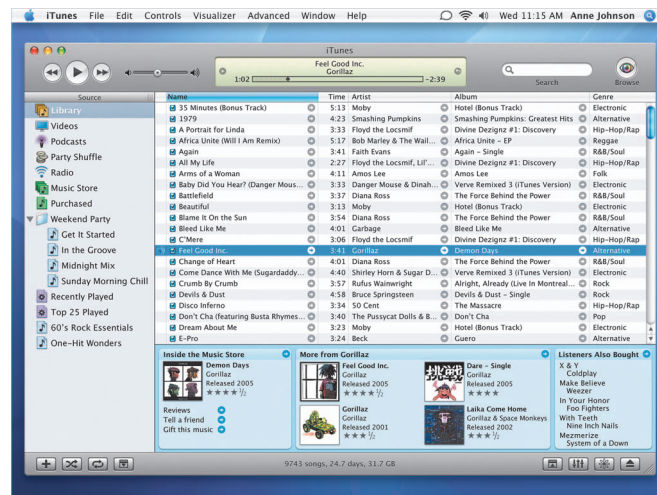 iTunes File Edit Controls Visualizer Advanced Window Help Wed 11:15 AM Anne Johnson
iTunes
Feel Good Inc.
Gorillaz
1:02 -2:39
Search
Browse
Source
Library
Videos
Podcasts
Party Shuffle
Radio
Music Store
Purchased
Weekend Party
Get It Started
In the Groove
Midnight Mix
Sunday Morning Chill
Recently Played
Top 25 Played
60's Rock Essentials
One-Hit Wonders
Name Time Artist Album Genre
35 Minutes (Bonus Track) 5:13 Moby Hotel (Bonus Track) Electronic
1979 4:23 Smashing Pumpkins Smashing Pumpkins: Greatest Hits Alternative
A Portrait for Linda 3:33 Floyd the Locsmif Divine Dezignz #1: Discovery Hip-Hop/Rap
Africa Unite (Will I Am Remix) 5:17 Bob Marley & The Wail... Africa Unite – EP Reggae
Again 3:41 Faith Evans Again – Single R&B/Soul
All My Life 2:27 Floyd the Locsmif, Lil'... Divine Dezignz #1: Discovery Hip-Hop/Rap
Arms of a Woman 4:11 Amos Lee Amos Lee Folk
Baby Did You Hear? (Danger Mous... 3:33 Danger Mouse & Dinah... Verve Remixed 3 (iTunes Version) Electronic
Battlefield 3:37 Diana Ross The Force Behind the Power R&B/Soul
Beautiful 3:13 Moby Hotel (Bonus Track) Electronic
Blame It On the Sun 3:54 Diana Ross The Force Behind the Power R&B/Soul
Bleed Like Me 4:01 Garbage Bleed Like Me Alternative
C'Mere 3:06 Floyd the Locsmif Divine Dezignz #1: Discovery Hip-Hop/Rap
Feel Good Inc. 3:41 Gorillaz Demon Days Alternative
Change of Heart 4:01 Diana Ross The Force Behind the Power R&B/Soul
Come Dance With Me (Sugardaddy... 4:40 Shirley Horn & Sugar D... Verve Remixed 3 (iTunes Version) Electronic
Crumb By Crumb 3:57 Rufus Wainwright Alright, Already (Live In Montreal... Rock
Devils & Dust 4:58 Bruce Springsteen Devils & Dust – Single Rock
Disco Inferno 3:34 50 Cent The Massacre Hip-Hop/Rap
Don't Cha (featuring Busta Rhymes... 3:40 The Pussycat Dolls & B... Don't Cha Pop
Dream About Me 3:23 Moby Hotel (Bonus Track) Electronic
E-Pro 3:24 Beck Guero Alternative
Inside the Music Store
Demon Days
Gorillaz
Released 2005
★★★★½
Reviews
Tell a friend
Gift this music
More from Gorillaz
Feel Good Inc.
Gorillaz
Released 2005
★★★★½
Dare - Single
Gorillaz
Released 2005
★★★★
Gorillaz
Gorillaz
Released 2001
★★★½
Laika Come Home
Gorillaz & Space Monkeys
Released 2002
★★★½
Listeners Also Bought
X & Y
Coldplay
Make Believe
Weezer
In Your Honor
Foo Fighters
With Teeth
Nine Inch Nails
Mezmerize
System of a Down
9743 songs, 24.7 days, 31.7 GB